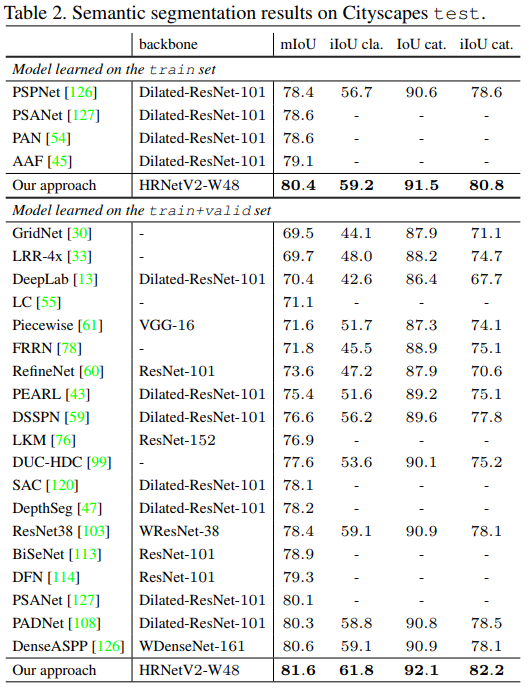 Table 2. Semantic segmentation results on Cityscapes test.
backbone mIoU iIoU cla. IoU cat. iIoU cat.
Model learned on the train set
PSPNet [126] Dilated-ResNet-101 78.4 56.7 90.6 78.6
PSANet [127] Dilated-ResNet-101 78.6 - - -
PAN [54] Dilated-ResNet-101 78.6 - - -
AAF [45] Dilated-ResNet-101 79.1 - - -
Our approach HRNetV2-W48 80.4 59.2 91.5 80.8
Model learned on the train+valid set
GridNet [30] - 69.5 44.1 87.9 71.1
LRR-4x [33] - 69.7 48.0 88.2 74.7
DeepLab [13] Dilated-ResNet-101 70.4 42.6 86.4 67.7
LC [55] - 71.1 - - -
Piecewise [61] VGG-16 71.6 51.7 87.3 74.1
FRRN [78] - 71.8 45.5 88.9 75.1
RefineNet [60] ResNet-101 73.6 47.2 87.9 70.6
PEARL [43] Dilated-ResNet-101 75.4 51.6 89.2 75.1
DSSPN [59] Dilated-ResNet-101 76.6 56.2 89.6 77.8
LKM [76] ResNet-152 76.9 - - -
DUC-HDC [99] - 77.6 53.6 90.1 75.2
SAC [120] Dilated-ResNet-101 78.1 - - -
DepthSeg [47] Dilated-ResNet-101 78.2 - - -
ResNet38 [103] WResNet-38 78.4 59.1 90.9 78.1
BiSeNet [113] ResNet-101 78.9 - - -
DFN [114] ResNet-101 79.3 - - -
PSANet [127] Dilated-ResNet-101 80.1 - - -
PADNet [108] Dilated-ResNet-101 80.3 58.8 90.8 78.5
DenseASPP [126] WDenseNet-161 80.6 59.1 90.9 78.1
Our approach HRNetV2-W48 81.6 61.8 92.1 82.2